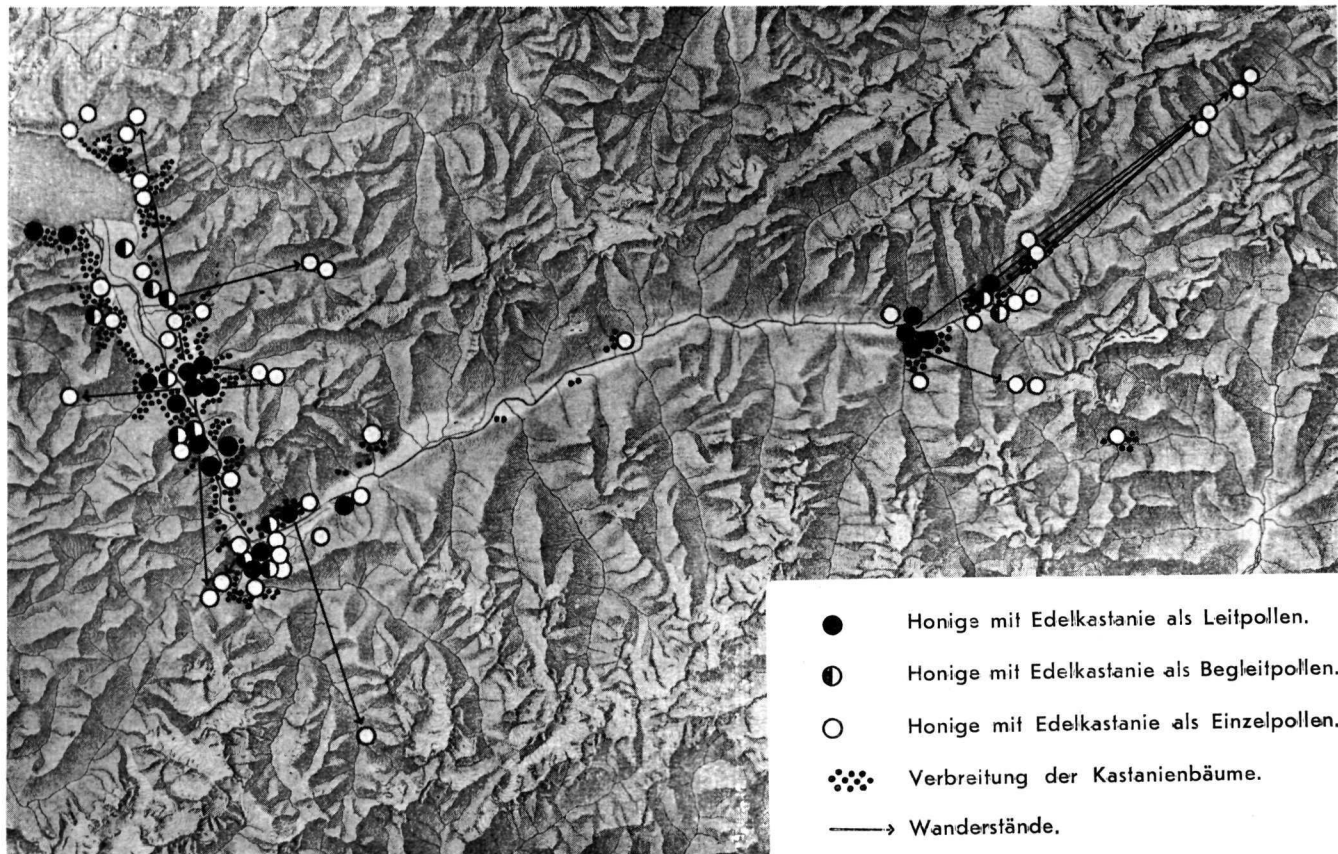 Honige mit Edelkastanie als Leitpollen.
Honige mit Edelkastanie als Begleitpollen.
Honige mit Edelkastanie als Einzelpollen.
Verbreitung der Kastanienbäume.
Wanderstände.